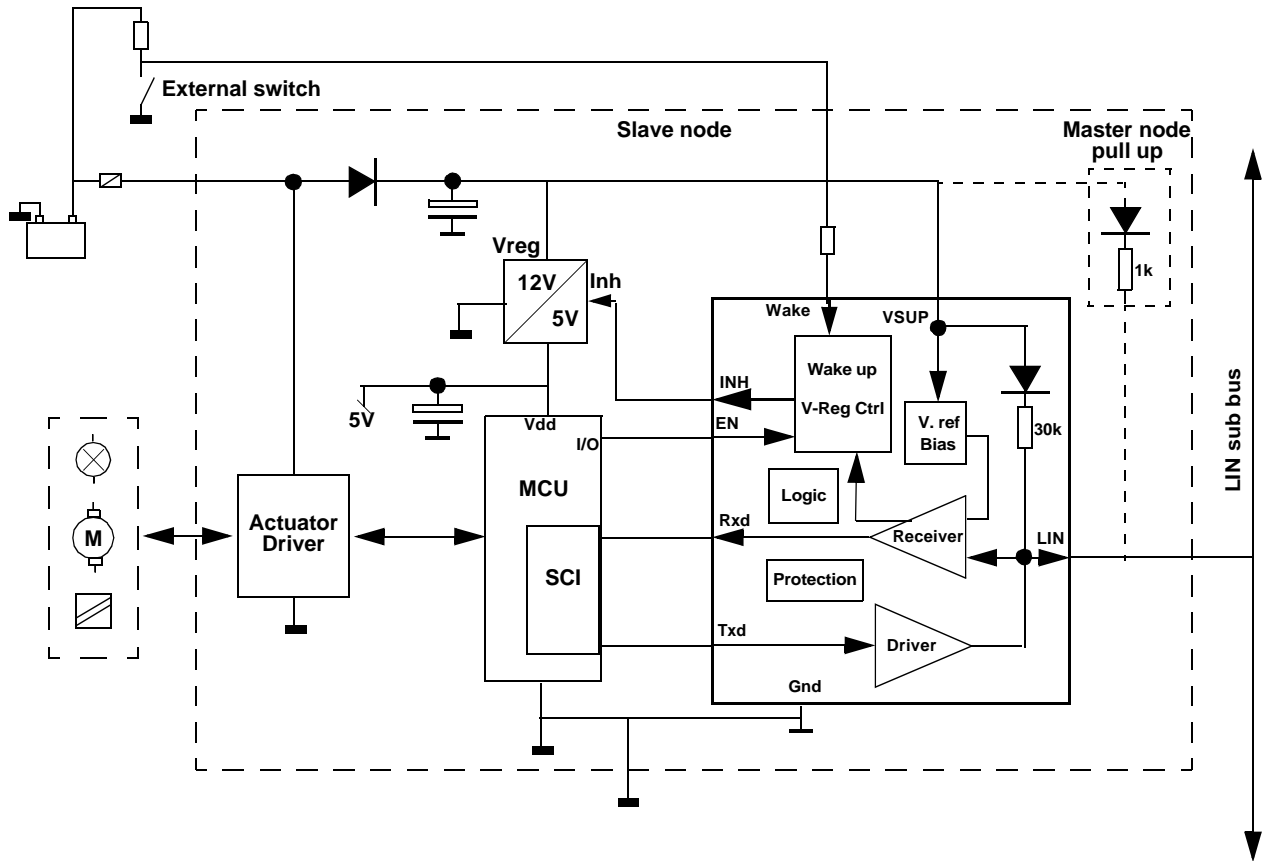 External switch
Slave node
Master node
pull up
1k
Vreg
12V
5V
Inh
Wake
VSUP
Wake up
V-Reg Ctrl
INH
EN
V. ref
Bias
30k
5V
Vdd
I/O
MCU
SCI
Logic
Rxd
Receiver
LIN
Protection
Txd
Driver
Gnd
Actuator
Driver
M
LIN sub bus